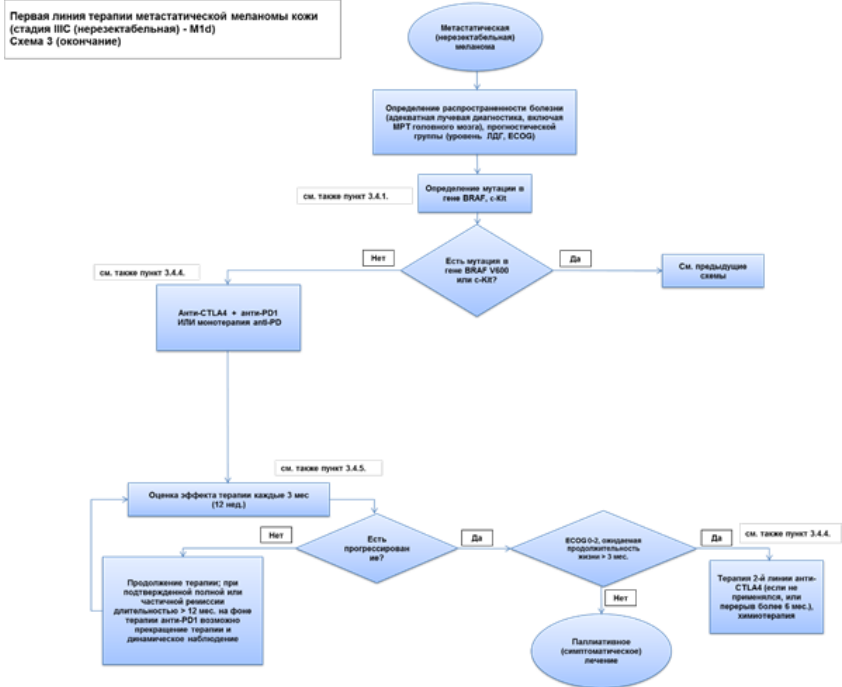 Первая линия терапии метастатической меланомы кожи
(стадия IIIC (нерезектабельная) - M1d)
Схема 3 (окончание)
Метастатическая
(нерезектабельная)
меланома
Определение распространенности болезни
(адекватная лучевая диагностика, включая
МРТ головного мозга), прогностической
группы (уровень ЛДГ, ECOG)
см. также пункт 3.4.1.
Определение мутации в
гене BRAF, c-Kit
Нет
Есть мутация в
гене BRAF V600
или c-Kit?
Да
См. предыдущие
схемы
см. также пункт 3.4.4.
Анти-CTLA4 + анти-PD1
ИЛИ монотерапия anti-PD
см. также пункт 3.4.5.
Оценка эффекта терапии каждые 3 мес
(12 нед.)
Нет
Есть
прогрессирован
ие?
Да
ECOG 0-2, ожидаемая
продолжительность
жизни > 3 мес.
Да
см. также пункт 3.4.4.
Продолжение терапии; при
подтвержденной полной или
частичной ремиссии
длительностью > 12 мес. на фоне
терапии анти-PD1 возможно
прекращение терапии и
динамическое наблюдение
Нет
Терапия 2-й линии анти-
CTLA4 (если не
применялся, или
перерыв более 6 мес.),
химиотерапия
Паллиативное
(симптоматическое)
лечение